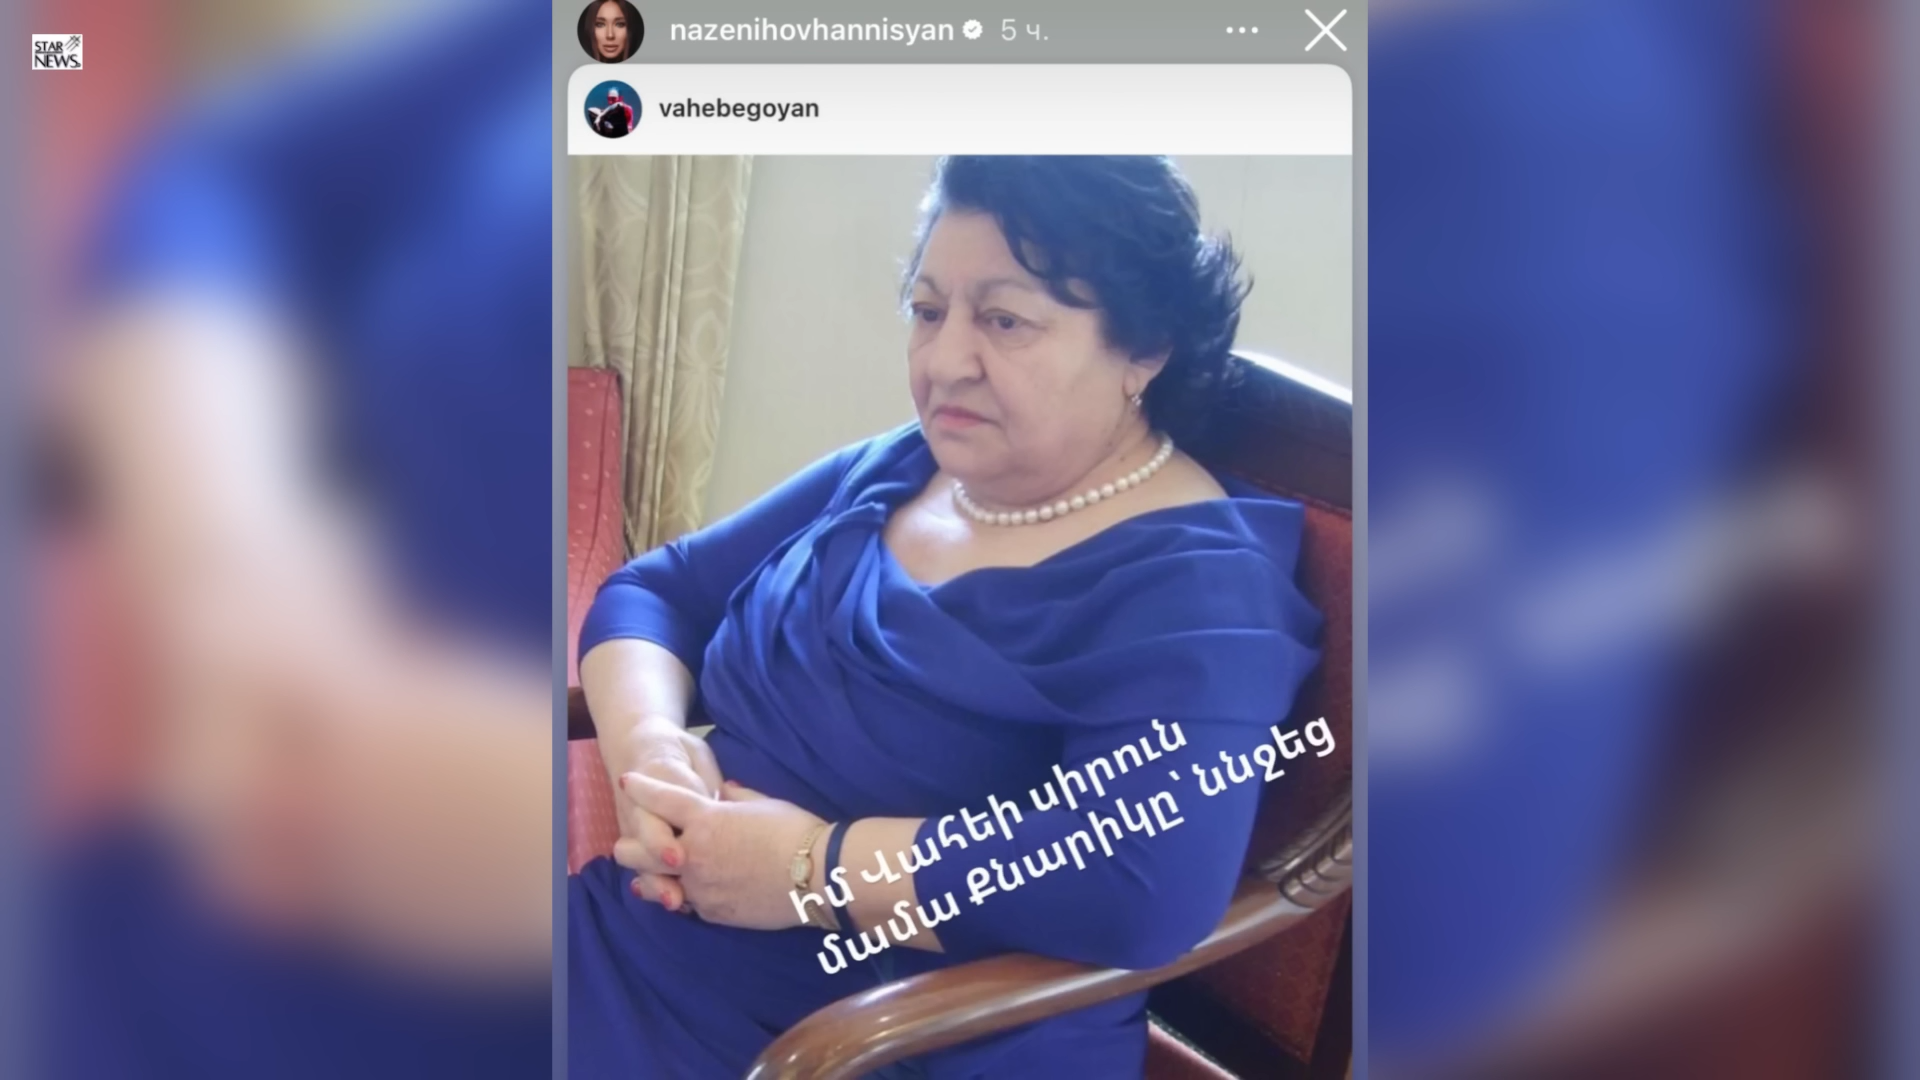 STAR
NEWS
nazenihovhannisyan 5 ч.
vahebegoyan
Իմ Վահեի սիրուն
մամա Քնարիկը՝ ննջեց